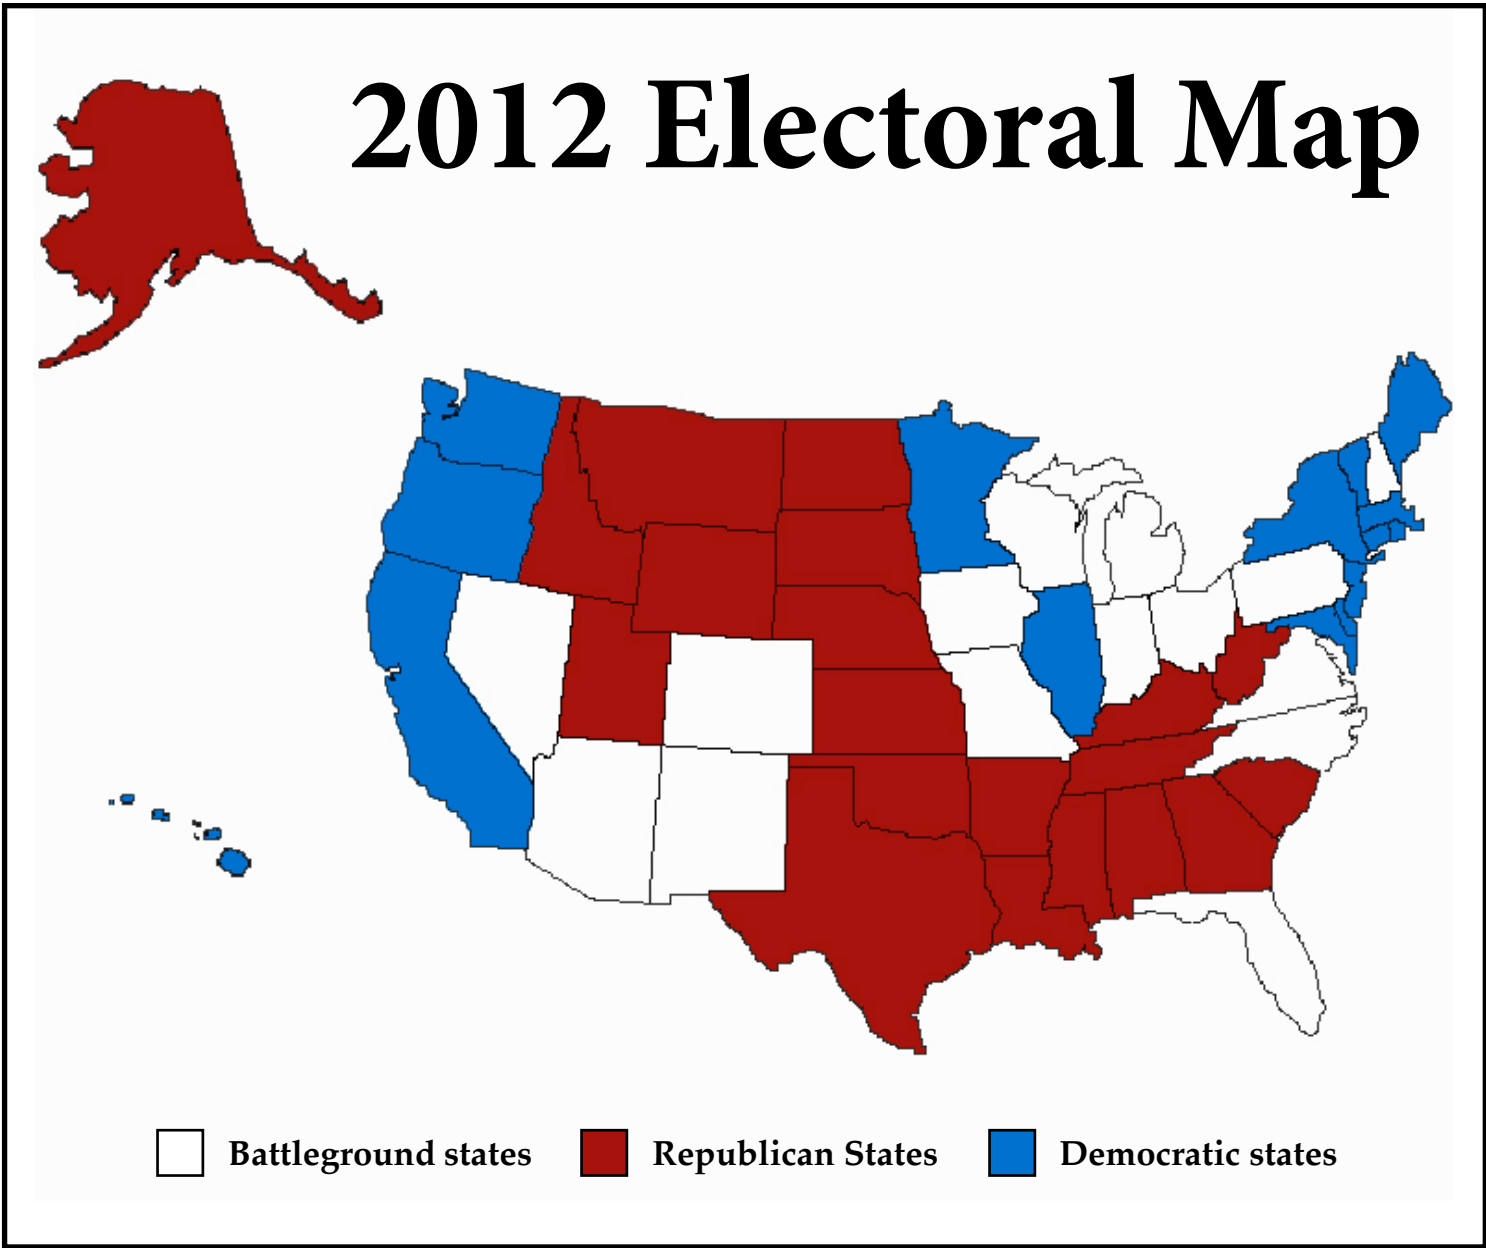 2012 Electoral Map
Battleground states
Republican States
Democratic states